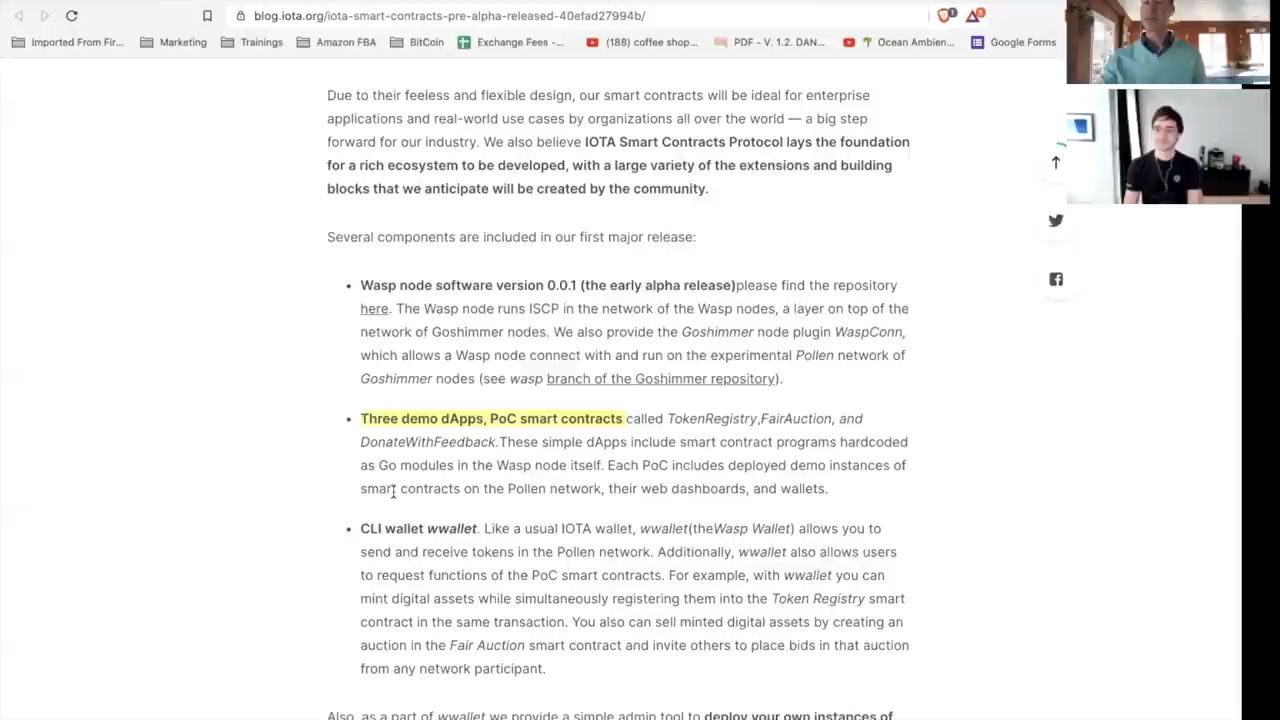 blog.iota.org/iota-smart-contracts-pre-alpha-released-40efad27994b/
Imported From Fir... Marketing Trainings Amazon FBA BitCoin Exchange Fees -... (188) coffee shop... PDF - V. 1.2. DAN... Ocean Ambien... Google Forms
Due to their feeless and flexible design, our smart contracts will be ideal for enterprise
applications and real-world use cases by organizations all over the world — a big step
forward for our industry. We also believe IOTA Smart Contracts Protocol lays the foundation
for a rich ecosystem to be developed, with a large variety of the extensions and building
blocks that we anticipate will be created by the community.
Several components are included in our first major release:
• Wasp node software version 0.0.1 (the early alpha release)please find the repository
here. The Wasp node runs ISCP in the network of the Wasp nodes, a layer on top of the
network of Goshimmer nodes. We also provide the Goshimmer node plugin WaspConn,
which allows a Wasp node connect with and run on the experimental Pollen network of
Goshimmer nodes (see wasp branch of the Goshimmer repository).
• Three demo dApps, PoC smart contracts called TokenRegistry,FairAuction, and
DonateWithFeedback.These simple dApps include smart contract programs hardcoded
as Go modules in the Wasp node itself. Each PoC includes deployed demo instances of
smart contracts on the Pollen network, their web dashboards, and wallets.
• CLI wallet wwallet. Like a usual IOTA wallet, wwallet(theWasp Wallet) allows you to
send and receive tokens in the Pollen network. Additionally, wwallet also allows users
to request functions of the PoC smart contracts. For example, with wwallet you can
mint digital assets while simultaneously registering them into the Token Registry smart
contract in the same transaction. You also can sell minted digital assets by creating an
auction in the Fair Auction smart contract and invite others to place bids in that auction
from any network participant.
Also, as a part of wwallet we provide a simple admin tool to deploy your own instances of